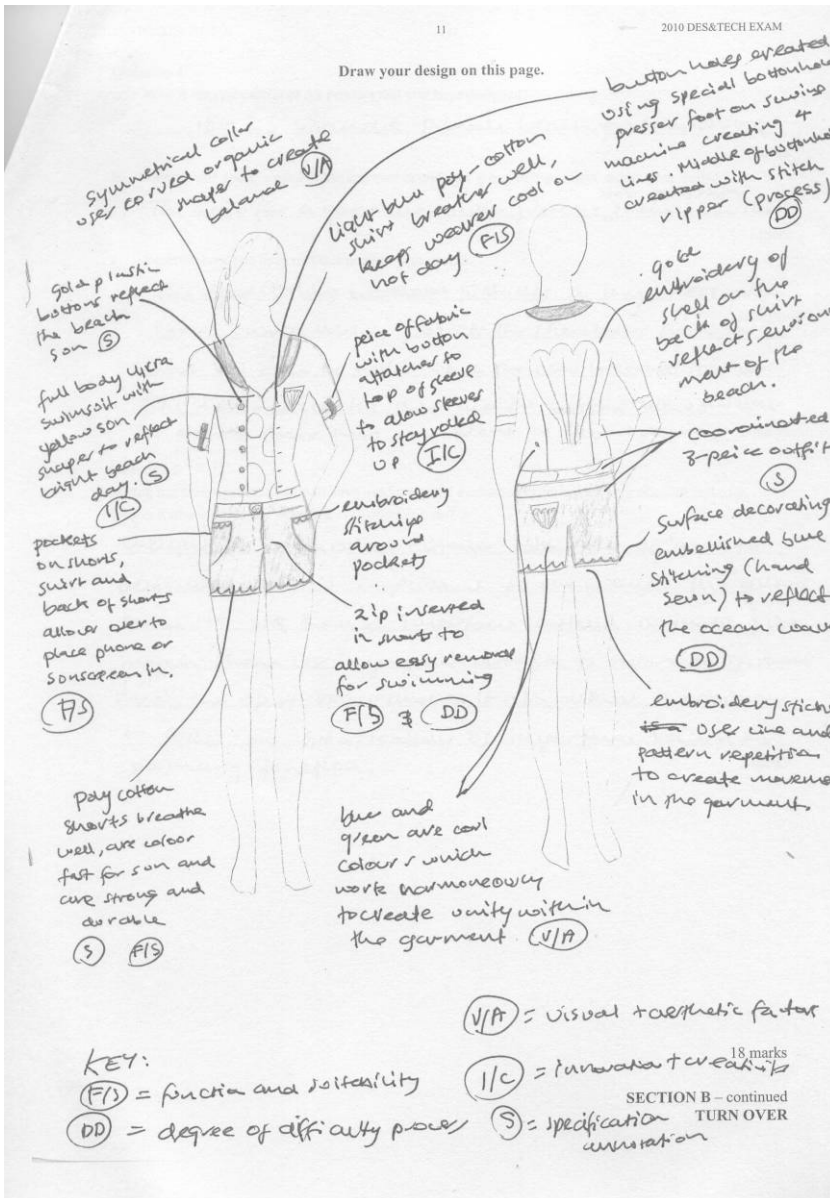 11
2010 DES&TECH EXAM
Draw your design on this page.
symmetrical collar
uses curved organic
shapes to create
balance (V/A)
light blue poly-cotton
shirt breathes well,
keeps wearer cool on
hot day (F/S)
button holes created
using special buttonhole
presser foot on sewing
machine creating 4
lines. Middle of buttonhole
created with stitch
ripper (process)
(DD)
gold plastic
buttons reflect
the beach
sun (S)
full body lycra
swimsuit with
yellow sun
shapes to reflect
bright beach
day. (S)
(I/C)
peice of fabric
with button
attaches to
top of sleeve
to allow sleeves
to stay rolled
up (I/C)
gold
embroidery of
shell on the
back of shirt
reflects environ
ment of the
beach.
coordinated
3-peice outfit
(S)
pockets
on shorts,
shirt and
back of shorts
allow user to
place phone or
sunscreen in.
(F/S)
embroidery
stitching
around
pockets
zip inserred
in shorts to
allow easy removal
for swimming
(F/S) & (DD)
surface decorating
embellished blue
stitching (hand
sewn) to reflect
the ocean waves
(DD)
embroidery stitching
uses line and
pattern repetition
to create movement
in the garment.
Poly cotton
shorts breathe
well, are colour
fast for sun and
are strong and
durable
(S) (F/S)
blue and
green are cool
colours which
work harmoneously
to create unity within
the garment. (V/A)
(V/A) = visual + aesthetic factors
18 marks
KEY:
(F/S) = function and suitability
(I/C) = innovation + creativity
SECTION B – continued
TURN OVER
(DD) = degree of difficulty process
(S) = specification
annotation